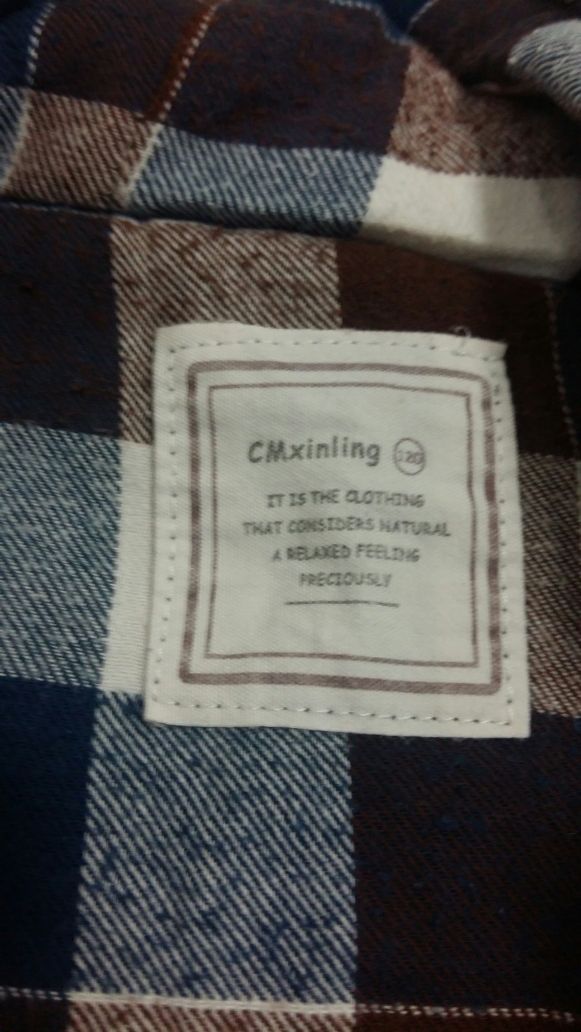 CMxinling 120
IT IS THE CLOTHING
THAT CONSIDERS NATURAL
A RELAXED FEELING
PRECIOUSLY